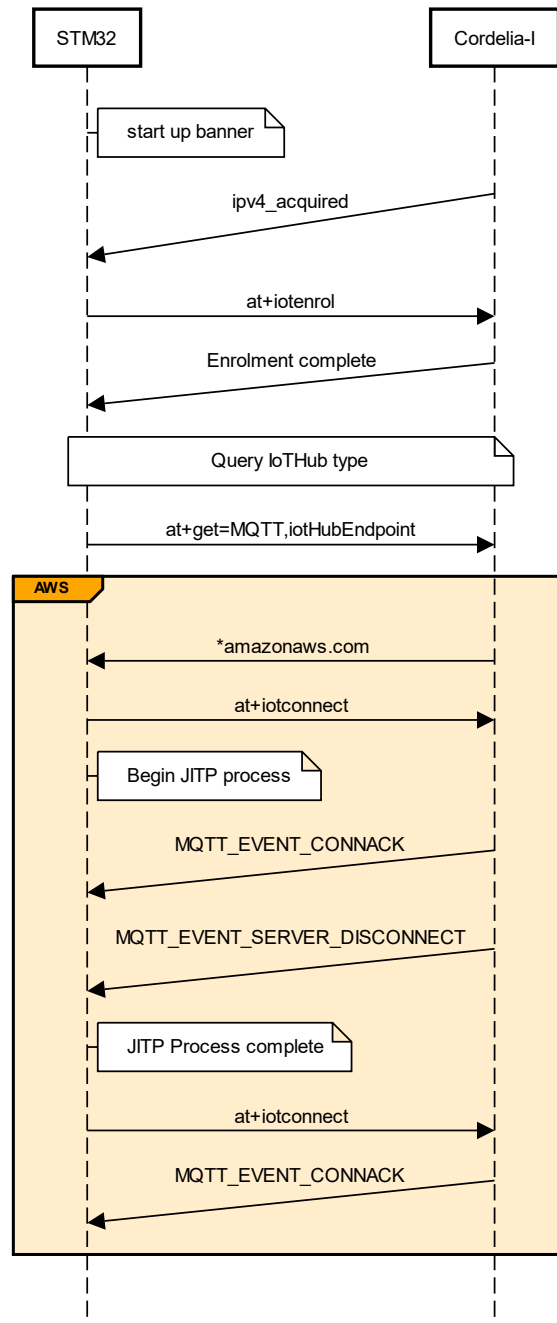 STM32
Cordelia-I
start up banner
ipv4_acquired
at+iotenrol
Enrolment complete
Query IoTHub type
at+get=MQTT,iotHubEndpoint
AWS
*amazonaws.com
at+iotconnect
Begin JITP process
MQTT_EVENT_CONNACK
MQTT_EVENT_SERVER_DISCONNECT
JITP Process complete
at+iotconnect
MQTT_EVENT_CONNACK